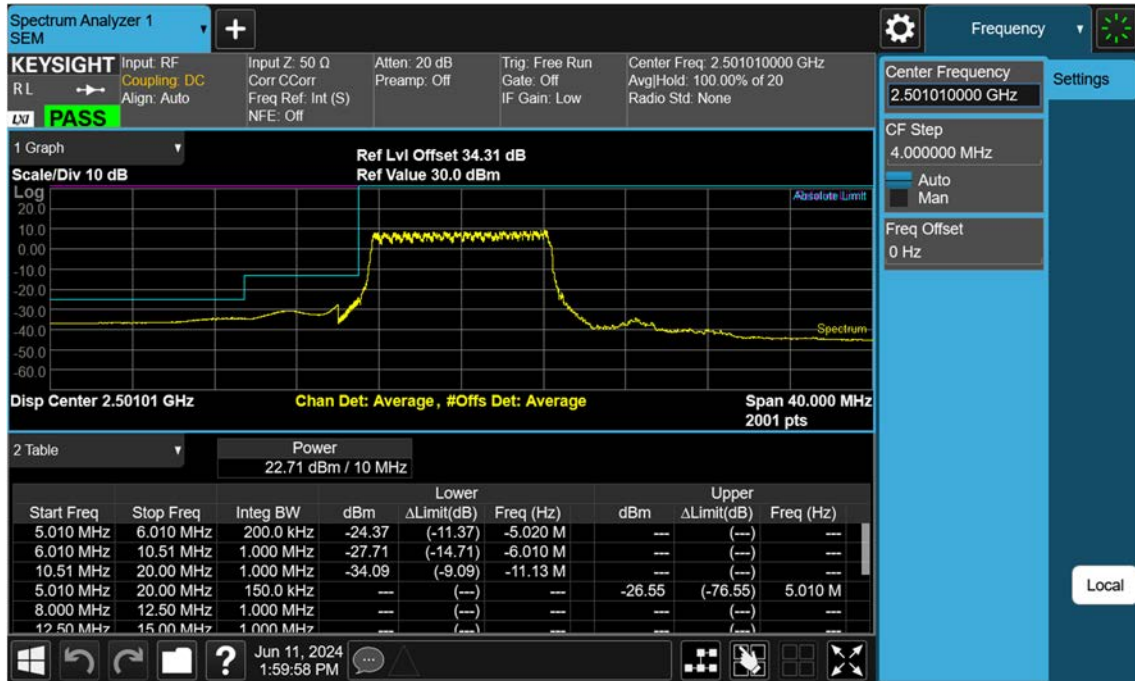 Spectrum Analyzer 1
SEM
Frequency
KEYSIGHT
Input: RF
Coupling: DC
Align: Auto
Input Z: 50 Ω
Corr CCorr
Freq Ref: Int (S)
NFE: Off
Atten: 20 dB
Preamp: Off
Trig: Free Run
Gate: Off
IF Gain: Low
Center Freq: 2.501010000 GHz
Avg|Hold: 100.00% of 20
Radio Std: None
RL
LXI PASS
Center Frequency
2.501010000 GHz
Settings
CF Step
4.000000 MHz
Auto
Man
Freq Offset
0 Hz
1 Graph
Ref Lvl Offset 34.31 dB
Scale/Div 10 dB
Ref Value 30.0 dBm
Log
Absolute Limit
20.0
10.0
0.00
-10.0
-20.0
-30.0
-40.0
-50.0
-60.0
Spectrum
Disp Center 2.50101 GHz
Chan Det: Average, #Offs Det: Average
Span 40.000 MHz
2001 pts
2 Table
Power
22.71 dBm / 10 MHz
Lower Upper
Start Freq Stop Freq Integ BW dBm ΔLimit(dB) Freq (Hz) dBm ΔLimit(dB) Freq (Hz)
5.010 MHz 6.010 MHz 200.0 kHz -24.37 (-11.37) -5.020 M --- (---) ---
6.010 MHz 10.51 MHz 1.000 MHz -27.71 (-14.71) -6.010 M --- (---) ---
10.51 MHz 20.00 MHz 1.000 MHz -34.09 (-9.09) -11.13 M --- (---) ---
5.010 MHz 20.00 MHz 150.0 kHz --- (---) --- -26.55 (-76.55) 5.010 M
8.000 MHz 12.50 MHz 1.000 MHz --- (---) --- --- (---) ---
12.50 MHz 15.00 MHz 1.000 MHz --- (---) --- --- (---) ---
Local
Jun 11, 2024
1:59:58 PM